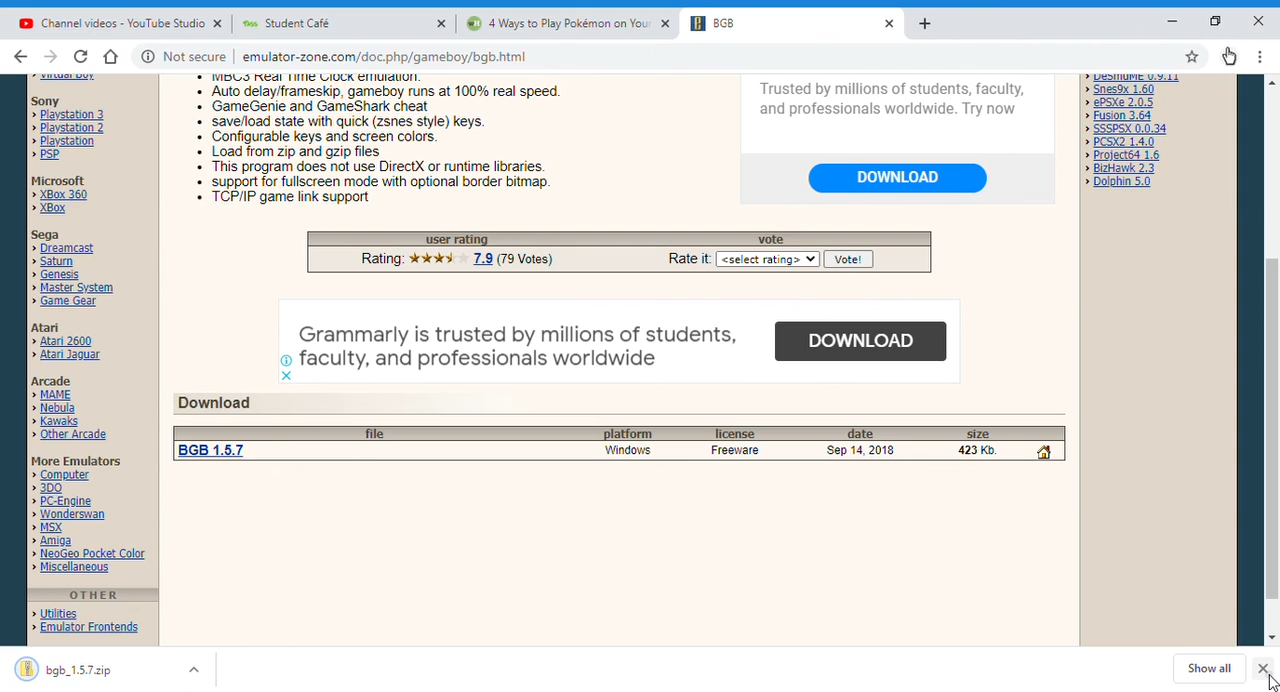 Channel videos - YouTube Studio
Student Café
4 Ways to Play Pokémon on Your
BGB
Not secure
emulator-zone.com/doc.php/gameboy/bgb.html
Virtual Boy
Sony
Playstation 3
Playstation 2
Playstation
PSP
Microsoft
XBox 360
XBox
Sega
Dreamcast
Saturn
Genesis
Master System
Game Gear
Atari
Atari 2600
Atari Jaguar
Arcade
MAME
Nebula
Kawaks
Other Arcade
More Emulators
Computer
3DO
PC-Engine
Wonderswan
MSX
Amiga
NeoGeo Pocket Color
Miscellaneous
OTHER
Utilities
Emulator Frontends
MBC3 Real Time Clock emulation.
Auto delay/frameskip, gameboy runs at 100% real speed.
GameGenie and GameShark cheat
save/load state with quick (zsnes style) keys.
Configurable keys and screen colors.
Load from zip and gzip files
This program does not use DirectX or runtime libraries.
support for fullscreen mode with optional border bitmap.
TCP/IP game link support
Trusted by millions of students, faculty,
and professionals worldwide. Try now
DOWNLOAD
user rating vote
Rating: 7.9 (79 Votes) Rate it: <select rating> Vote!
Grammarly is trusted by millions of students,
faculty, and professionals worldwide
DOWNLOAD
Download
file platform license date size
BGB 1.5.7 Windows Freeware Sep 14, 2018 423 Kb.
DeSmuME 0.9.11
Snes9x 1.60
ePSXe 2.0.5
Fusion 3.64
SSSPSX 0.0.34
PCSX2 1.4.0
Project64 1.6
BizHawk 2.3
Dolphin 5.0
bgb_1.5.7.zip
Show all